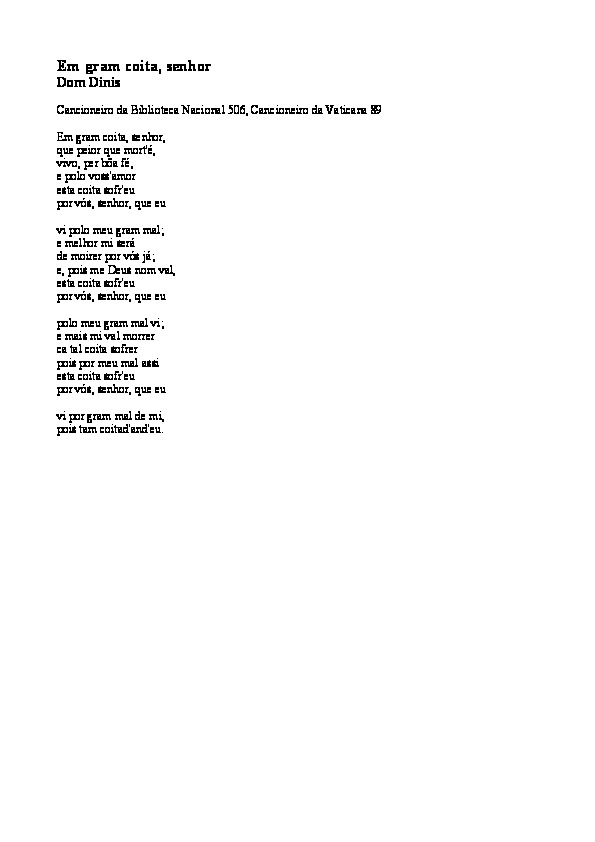 Em gram coita, senhor
Dom Dinis
Cancioneiro da Biblioteca Nacional 506, Cancioneiro da Vaticana 89
Em gram coita, senhor,
que peior que mort'é,
vivo, per bõa fé,
e polo voss'amor
esta coita sofr'eu
por vós, senhor, que eu
vi polo meu gram mal;
e melhor mi será
de moirer por vós já;
e, pois me Deus nom val,
esta coita sofr'eu
por vós, senhor, que eu
polo meu gram mal vi;
e mais mi val morrer
ca tal coita sofrer
pois por meu mal assi
esta coita sofr'eu
por vós, senhor, que eu
vi por gram mal de mi,
pois tam coitad'and'eu.